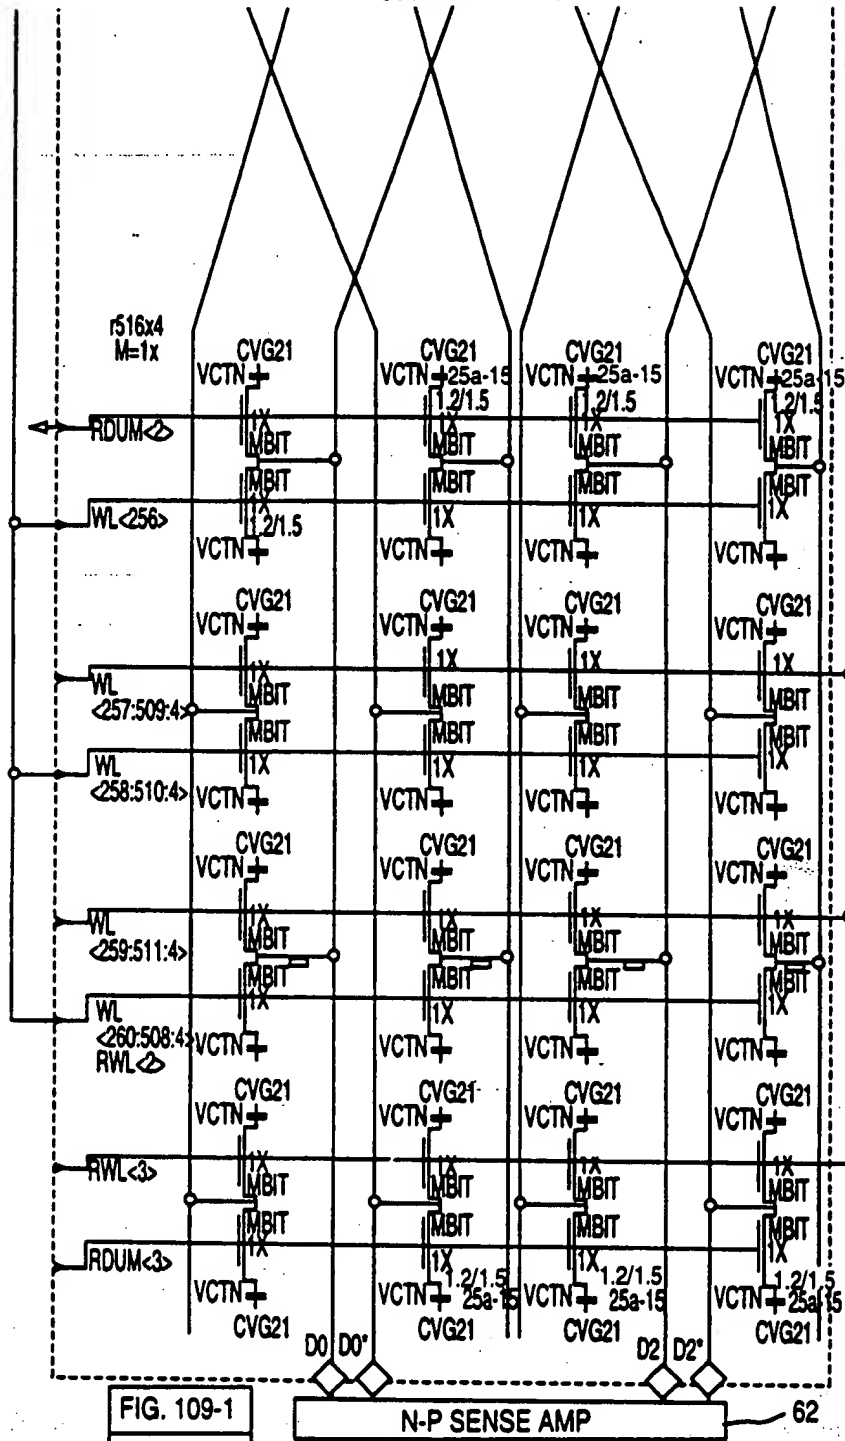 r516x4
M=1x
CVG21 CVG21 CVG21 CVG21
VCTN VCTN 25a-15 VCTN 25a-15 VCTN 25a-15
1.2/1.5 1.2/1.5 1.2/1.5
RDUM<2> 1X 1X 1X 1X
MBIT MBIT MBIT MBIT
MBIT MBIT MBIT MBIT
WL<256> 1X 1X 1X 1X
1.2/1.5
VCTN VCTN VCTN VCTN
CVG21 CVG21 CVG21 CVG21
VCTN VCTN VCTN VCTN
1X 1X 1X 1X
WL MBIT MBIT MBIT MBIT
<257:509:4>
MBIT MBIT MBIT MBIT
WL 1X 1X 1X 1X
<258:510:4>
VCTN VCTN VCTN VCTN
CVG21 CVG21 CVG21 CVG21
VCTN VCTN VCTN VCTN
1X 1X 1X 1X
WL MBIT MBIT MBIT MBIT
<259:511:4>
MBIT MBIT MBIT MBIT
WL 1X 1X 1X 1X
<260:508:4>
VCTN VCTN VCTN VCTN
RWL<2>
CVG21 CVG21 CVG21 CVG21
VCTN VCTN VCTN VCTN
RWL<3> 1X 1X 1X 1X
MBIT MBIT MBIT MBIT
MBIT MBIT MBIT MBIT
RDUM<3> 1X 1X 1X 1X
1.2/1.5 1.2/1.5 1.2/1.5
VCTN VCTN 25a-15 VCTN 25a-15 VCTN 25a-15
CVG21 CVG21 CVG21 CVG21
D0 D0* D2 D2*
FIG. 109-1
N-P SENSE AMP 62